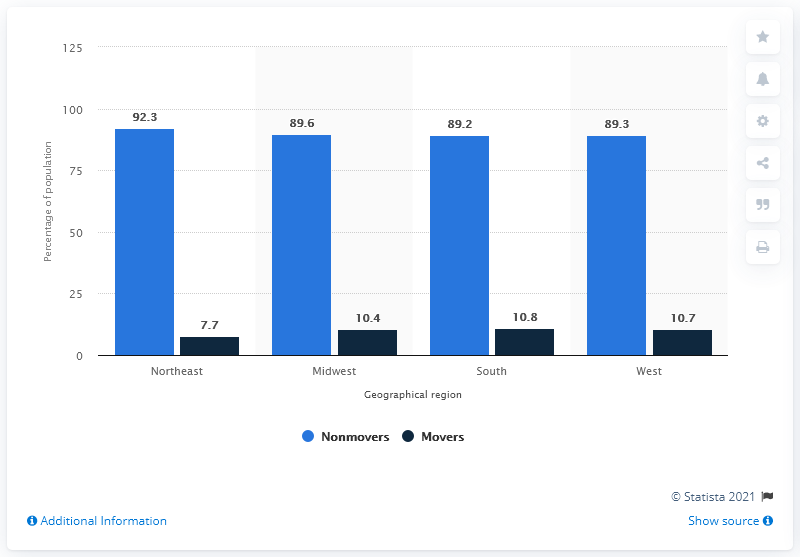 125
100
75
50
25
0
Percentage of population
92.3
7.7
89.6
10.4
89.2
10.8
89.3
10.7
Northeast
Midwest
South
West
Geographical region
Nonmovers
Movers
© Statista 2021
Additional Information
Show source